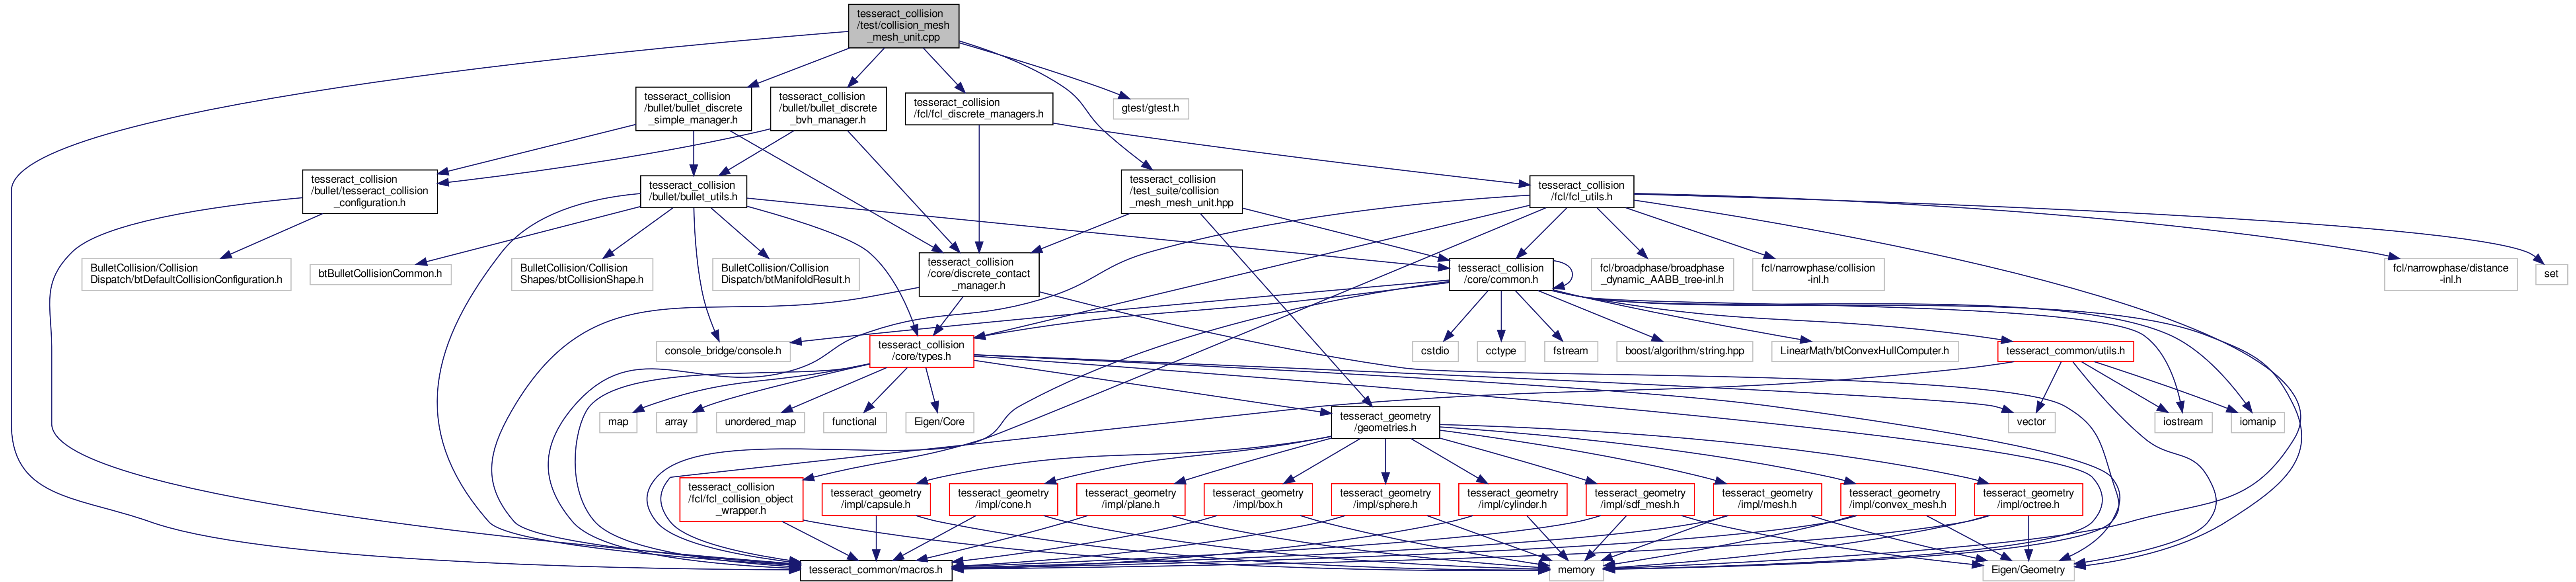 tesseract_collision
/test/collision_mesh
_mesh_unit.cpp
tesseract_collision
/bullet/bullet_discrete
_simple_manager.h
tesseract_collision
/bullet/bullet_discrete
_bvh_manager.h
tesseract_collision
/fcl/fcl_discrete_managers.h
gtest/gtest.h
tesseract_collision
/bullet/tesseract_collision
_configuration.h
tesseract_collision
/bullet/bullet_utils.h
tesseract_collision
/test_suite/collision
_mesh_mesh_unit.hpp
tesseract_collision
/fcl/fcl_utils.h
BulletCollision/Collision
Dispatch/btDefaultCollisionConfiguration.h
btBulletCollisionCommon.h
BulletCollision/Collision
Shapes/btCollisionShape.h
BulletCollision/Collision
Dispatch/btManifoldResult.h
tesseract_collision
/core/discrete_contact
_manager.h
tesseract_collision
/core/common.h
fcl/broadphase/broadphase
_dynamic_AABB_tree-inl.h
fcl/narrowphase/collision
-inl.h
fcl/narrowphase/distance
-inl.h
set
console_bridge/console.h
tesseract_collision
/core/types.h
cstdio
cctype
fstream
boost/algorithm/string.hpp
LinearMath/btConvexHullComputer.h
tesseract_common/utils.h
map
array
unordered_map
functional
Eigen/Core
tesseract_geometry
/geometries.h
vector
iostream
iomanip
tesseract_collision
/fcl/fcl_collision_object
_wrapper.h
tesseract_geometry
/impl/capsule.h
tesseract_geometry
/impl/cone.h
tesseract_geometry
/impl/plane.h
tesseract_geometry
/impl/box.h
tesseract_geometry
/impl/sphere.h
tesseract_geometry
/impl/cylinder.h
tesseract_geometry
/impl/sdf_mesh.h
tesseract_geometry
/impl/mesh.h
tesseract_geometry
/impl/convex_mesh.h
tesseract_geometry
/impl/octree.h
tesseract_common/macros.h
memory
Eigen/Geometry